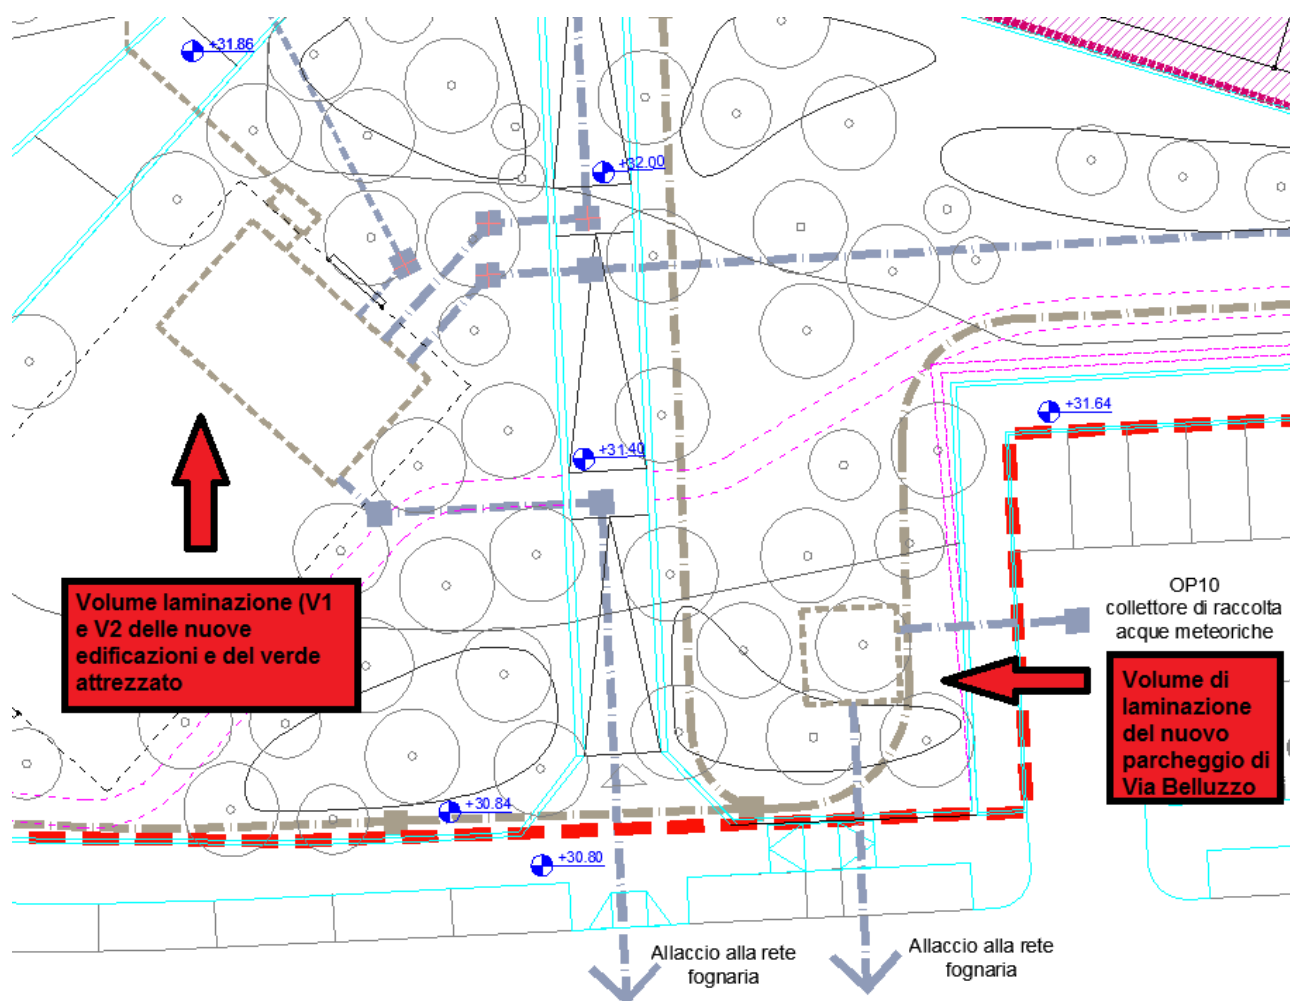 +31.86
+32.00
+31.64
+31.40
Volume laminazione (V1
e V2 delle nuove
edificazioni e del verde
attrezzato
OP10
collettore di raccolta
acque meteoriche
Volume di
laminazione
del nuovo
parcheggio di
Via Belluzzo
+30.84
+30.80
Allaccio alla rete
fognaria
Allaccio alla rete
fognaria